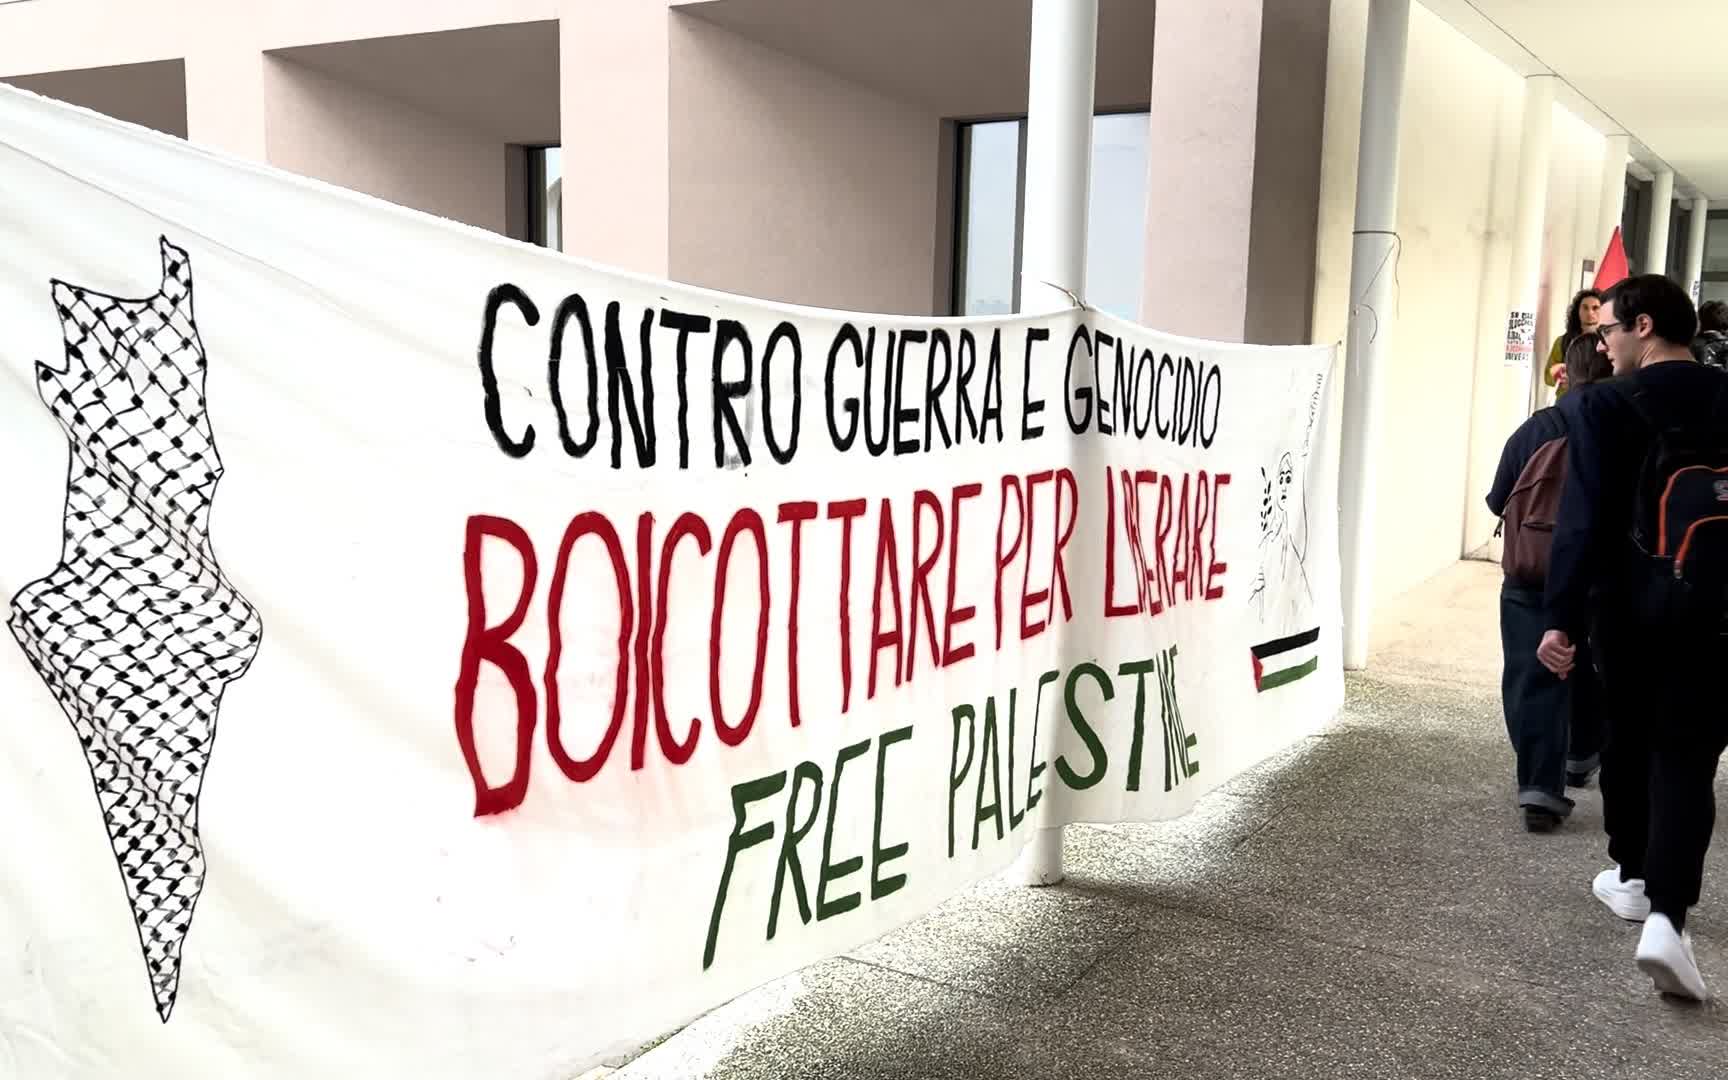 CONTRO GUERRA E GENOCIDIO
BOICOTTARE PER LIBERARE
FREE PALESTINE